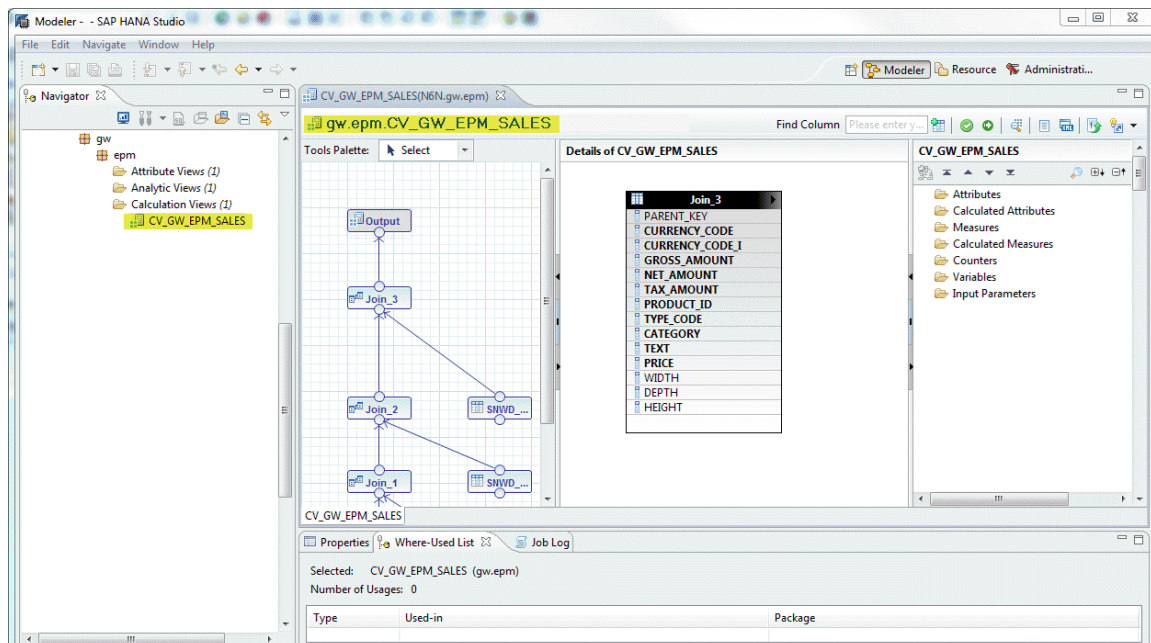 Modeler - - SAP HANA Studio
File Edit Navigate Window Help
Modeler Resource Administrati...
Navigator
gw
epm
Attribute Views (1)
Analytic Views (1)
Calculation Views (1)
CV_GW_EPM_SALES
CV_GW_EPM_SALES(N6N.gw.epm)
gw.epm.CV_GW_EPM_SALES
Find Column Please enter y...
Tools Palette: Select
Output
Join_3
Join_2
SNWD_...
Join_1
SNWD_...
CV_GW_EPM_SALES
Details of CV_GW_EPM_SALES
Join_3
PARENT_KEY
CURRENCY_CODE
CURRENCY_CODE_I
GROSS_AMOUNT
NET_AMOUNT
TAX_AMOUNT
PRODUCT_ID
TYPE_CODE
CATEGORY
TEXT
PRICE
WIDTH
DEPTH
HEIGHT
CV_GW_EPM_SALES
Attributes
Calculated Attributes
Measures
Calculated Measures
Counters
Variables
Input Parameters
Properties Where-Used List Job Log
Selected: CV_GW_EPM_SALES (gw.epm)
Number of Usages: 0
Type Used-in Package